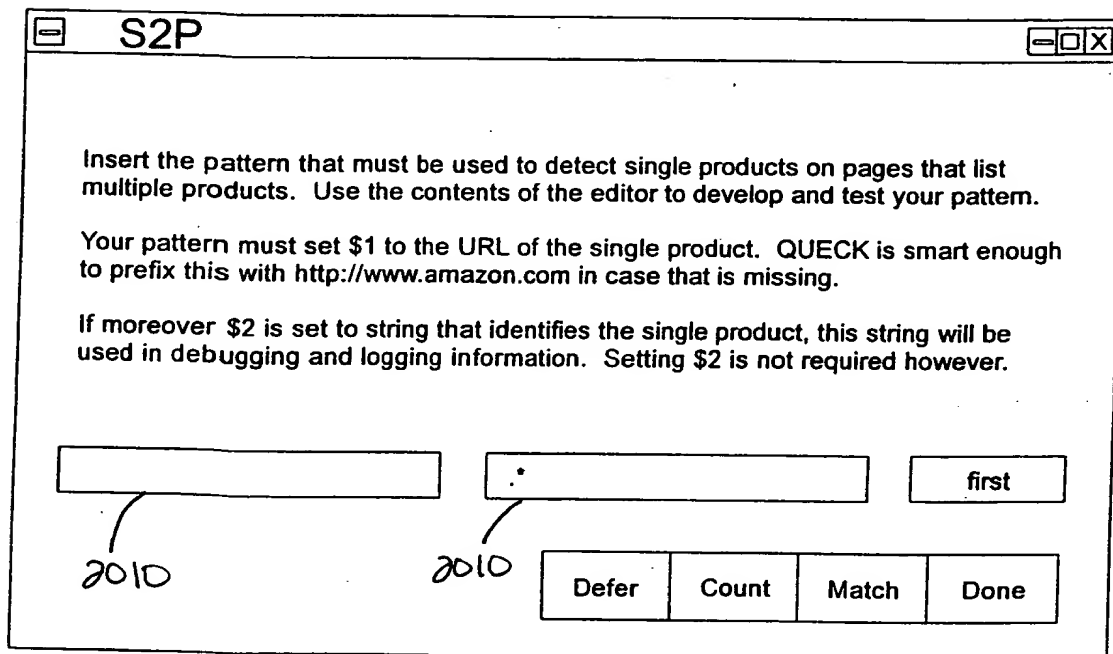 S2P
Insert the pattern that must be used to detect single products on pages that list
multiple products. Use the contents of the editor to develop and test your pattern.
Your pattern must set $1 to the URL of the single product. QUECK is smart enough
to prefix this with http://www.amazon.com in case that is missing.
If moreover $2 is set to string that identifies the single product, this string will be
used in debugging and logging information. Setting $2 is not required however.
.*
first
2010
2010
Defer
Count
Match
Done